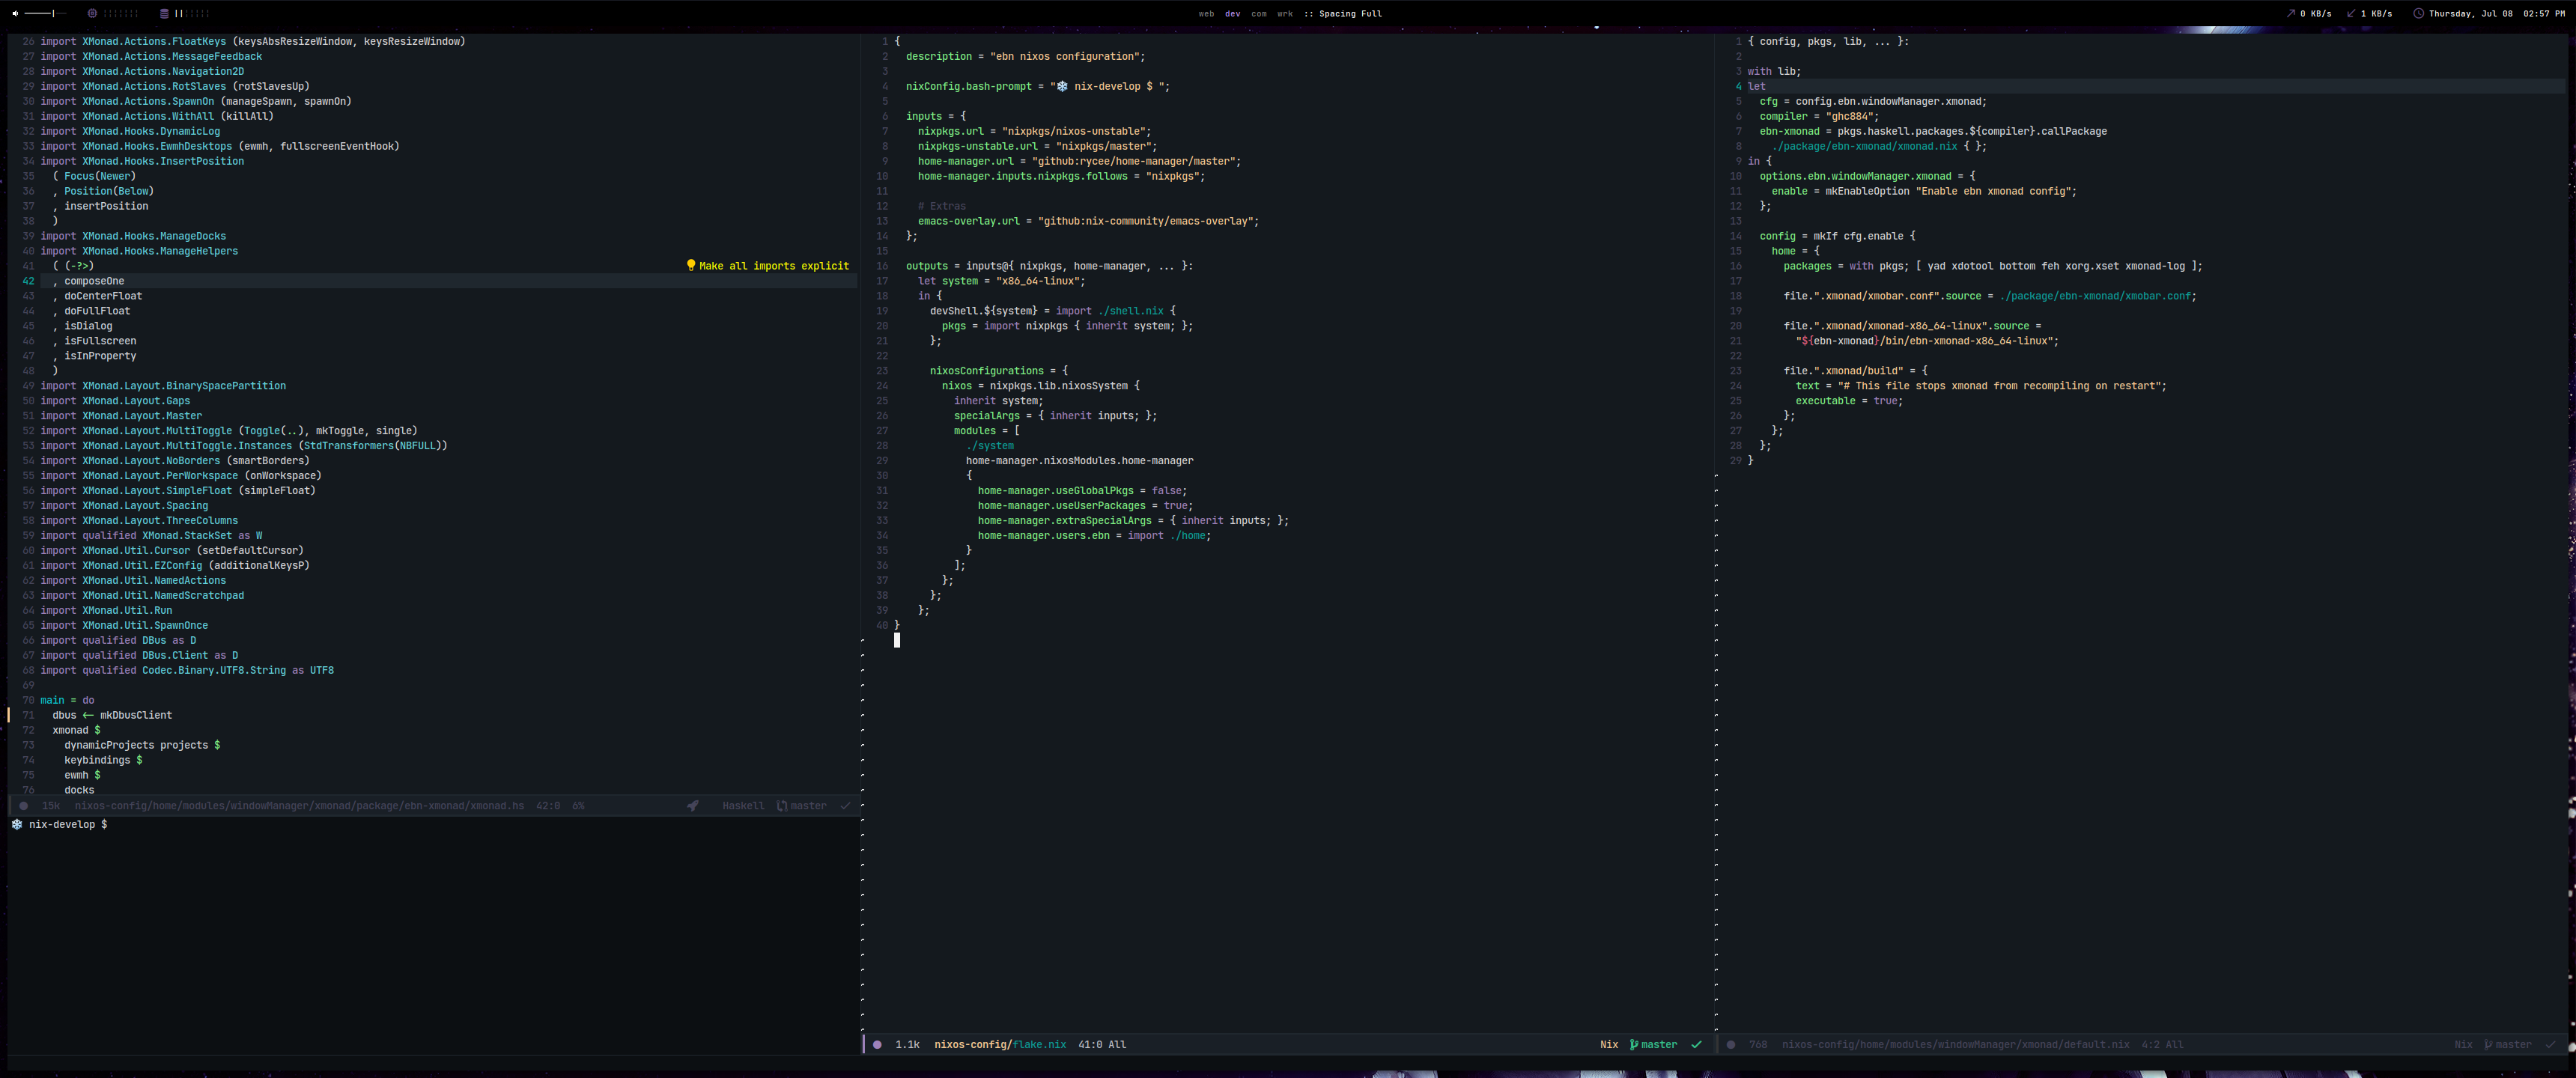 web dev com wrk :: Spacing Full
0 KB/s 1 KB/s Thursday, Jul 08 02:57 PM
26 import XMonad.Actions.FloatKeys (keysAbsResizeWindow, keysResizeWindow)
27 import XMonad.Actions.MessageFeedback
28 import XMonad.Actions.Navigation2D
29 import XMonad.Actions.RotSlaves (rotSlavesUp)
30 import XMonad.Actions.SpawnOn (manageSpawn, spawnOn)
31 import XMonad.Actions.WithAll (killAll)
32 import XMonad.Hooks.DynamicLog
33 import XMonad.Hooks.EwmhDesktops (ewmh, fullscreenEventHook)
34 import XMonad.Hooks.InsertPosition
35   ( Focus(Newer)
36   , Position(Below)
37   , insertPosition
38   )
39 import XMonad.Hooks.ManageDocks
40 import XMonad.Hooks.ManageHelpers
41   ( (-?>) Make all imports explicit
42   , composeOne
43   , doCenterFloat
44   , doFullFloat
45   , isDialog
46   , isFullscreen
47   , isInProperty
48   )
49 import XMonad.Layout.BinarySpacePartition
50 import XMonad.Layout.Gaps
51 import XMonad.Layout.Master
52 import XMonad.Layout.MultiToggle (Toggle(..), mkToggle, single)
53 import XMonad.Layout.MultiToggle.Instances (StdTransformers(NBFULL))
54 import XMonad.Layout.NoBorders (smartBorders)
55 import XMonad.Layout.PerWorkspace (onWorkspace)
56 import XMonad.Layout.SimpleFloat (simpleFloat)
57 import XMonad.Layout.Spacing
58 import XMonad.Layout.ThreeColumns
59 import qualified XMonad.StackSet as W
60 import XMonad.Util.Cursor (setDefaultCursor)
61 import XMonad.Util.EZConfig (additionalKeysP)
62 import XMonad.Util.NamedActions
63 import XMonad.Util.NamedScratchpad
64 import XMonad.Util.Run
65 import XMonad.Util.SpawnOnce
66 import qualified DBus as D
67 import qualified DBus.Client as D
68 import qualified Codec.Binary.UTF8.String as UTF8
69
70 main = do
71   dbus <- mkDbusClient
72   xmonad $
73     dynamicProjects projects $
74     keybindings $
75     ewmh $
76     docks
15k nixos-config/home/modules/windowManager/xmonad/package/ebn-xmonad/xmonad.hs 42:0 6% Haskell master ✓
❄ nix-develop $
1 {
2   description = "ebn nixos configuration";
3
4   nixConfig.bash-prompt = "❄ nix-develop $ ";
5
6   inputs = {
7     nixpkgs.url = "nixpkgs/nixos-unstable";
8     nixpkgs-unstable.url = "nixpkgs/master";
9     home-manager.url = "github:rycee/home-manager/master";
10     home-manager.inputs.nixpkgs.follows = "nixpkgs";
11
12     # Extras
13     emacs-overlay.url = "github:nix-community/emacs-overlay";
14   };
15
16   outputs = inputs@{ nixpkgs, home-manager, ... }:
17     let system = "x86_64-linux";
18     in {
19       devShell.${system} = import ./shell.nix {
20         pkgs = import nixpkgs { inherit system; };
21       };
22
23       nixosConfigurations = {
24         nixos = nixpkgs.lib.nixosSystem {
25           inherit system;
26           specialArgs = { inherit inputs; };
27           modules = [
28             ./system
29             home-manager.nixosModules.home-manager
30             {
31               home-manager.useGlobalPkgs = false;
32               home-manager.useUserPackages = true;
33               home-manager.extraSpecialArgs = { inherit inputs; };
34               home-manager.users.ebn = import ./home;
35             }
36           ];
37         };
38       };
39     };
40 }
1.1k nixos-config/flake.nix 41:0 All Nix master ✓
1 { config, pkgs, lib, ... }:
2
3 with lib;
4 let
5   cfg = config.ebn.windowManager.xmonad;
6   compiler = "ghc884";
7   ebn-xmonad = pkgs.haskell.packages.${compiler}.callPackage
8     ./package/ebn-xmonad/xmonad.nix { };
9 in {
10   options.ebn.windowManager.xmonad = {
11     enable = mkEnableOption "Enable ebn xmonad config";
12   };
13
14   config = mkIf cfg.enable {
15     home = {
16       packages = with pkgs; [ yad xdotool bottom feh xorg.xset xmonad-log ];
17
18       file.".xmonad/xmobar.conf".source = ./package/ebn-xmonad/xmobar.conf;
19
20       file.".xmonad/xmonad-x86_64-linux".source =
21         "${ebn-xmonad}/bin/ebn-xmonad-x86_64-linux";
22
23       file.".xmonad/build" = {
24         text = "# This file stops xmonad from recompiling on restart";
25         executable = true;
26       };
27     };
28   };
29 }
768 nixos-config/home/modules/windowManager/xmonad/default.nix 4:2 All Nix master ✓